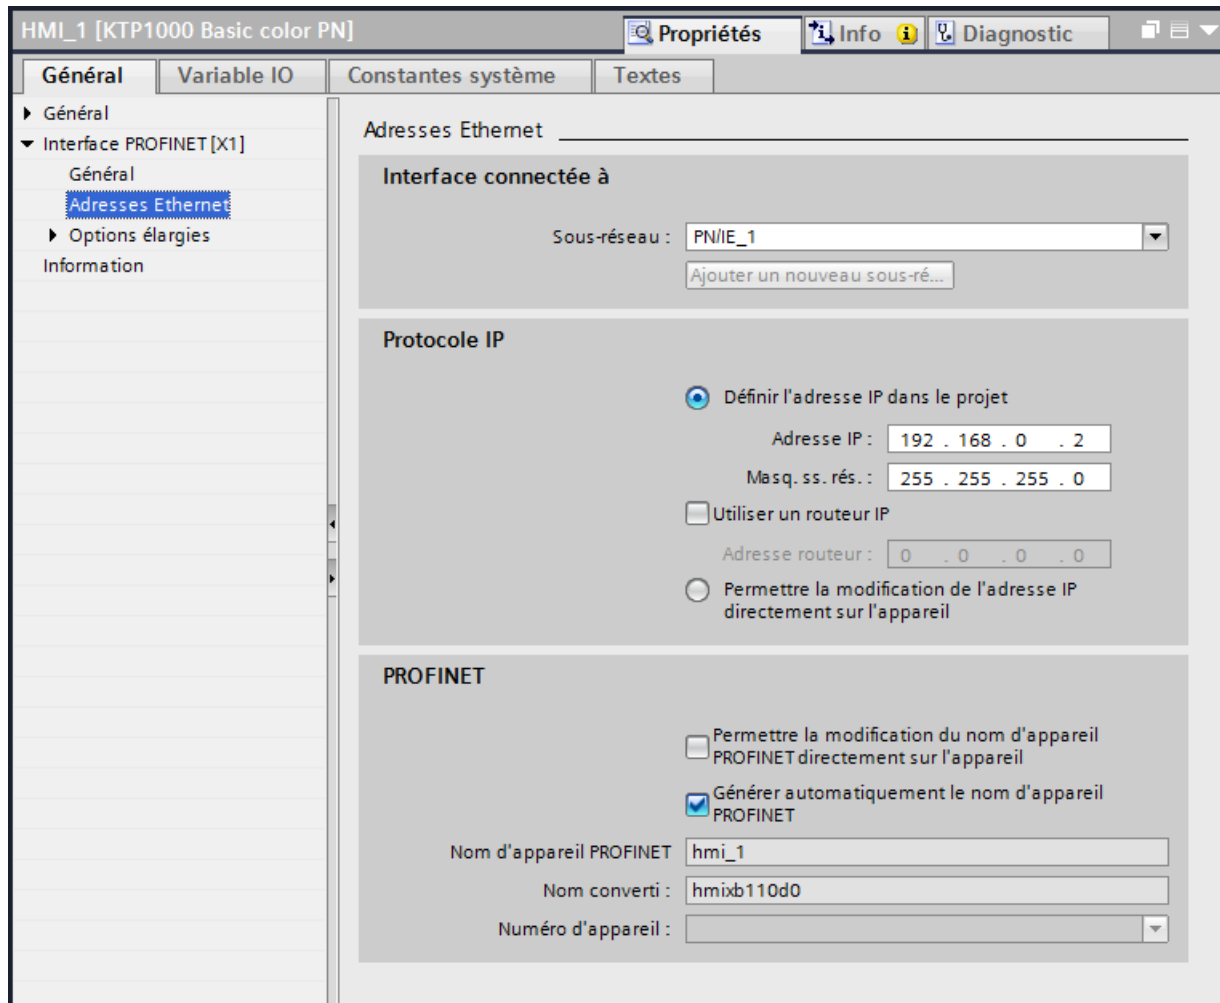 HMI_1 [KTP1000 Basic color PN]
Propriétés
Info
Diagnostic
Général
Variable IO
Constantes système
Textes
Général
Interface PROFINET [X1]
Général
Adresses Ethernet
Options élargies
Information
Adresses Ethernet
Interface connectée à
Sous-réseau : PN/IE_1
Ajouter un nouveau sous-ré...
Protocole IP
Définir l'adresse IP dans le projet
Adresse IP : 192 . 168 . 0 . 2
Masq. ss. rés. : 255 . 255 . 255 . 0
Utiliser un routeur IP
Adresse routeur : 0 . 0 . 0 . 0
Permettre la modification de l'adresse IP
directement sur l'appareil
PROFINET
Permettre la modification du nom d'appareil
PROFINET directement sur l'appareil
Générer automatiquement le nom d'appareil
PROFINET
Nom d'appareil PROFINET hmi_1
Nom converti : hmixb110d0
Numéro d'appareil :